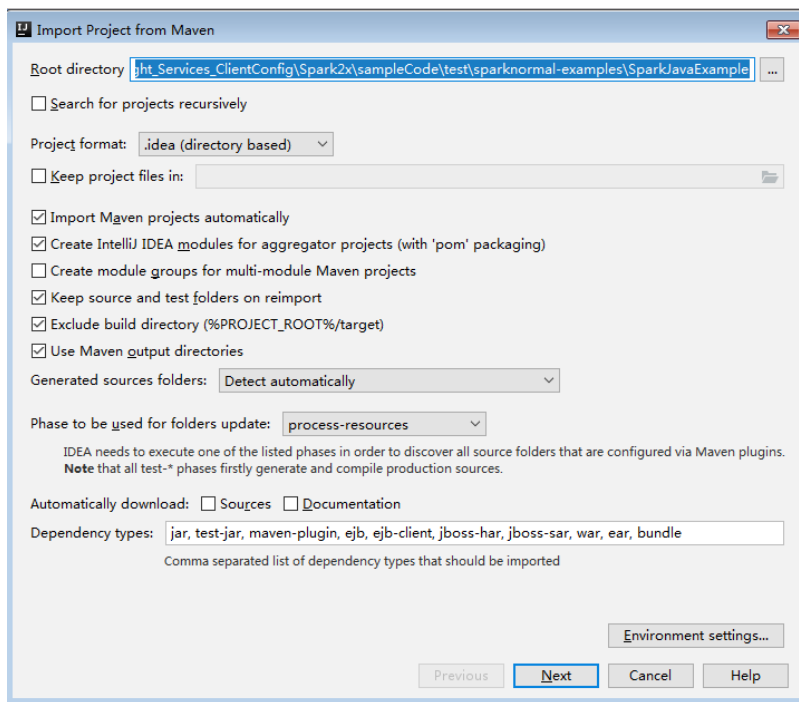 Import Project from Maven
Root directory ght_Services_ClientConfig\Spark2x\sampleCode\test\sparknormal-examples\SparkJavaExample ...
Search for projects recursively
Project format: .idea (directory based)
Keep project files in:
Import Maven projects automatically
Create IntelliJ IDEA modules for aggregator projects (with 'pom' packaging)
Create module groups for multi-module Maven projects
Keep source and test folders on reimport
Exclude build directory (%PROJECT_ROOT%/target)
Use Maven output directories
Generated sources folders: Detect automatically
Phase to be used for folders update: process-resources
IDEA needs to execute one of the listed phases in order to discover all source folders that are configured via Maven plugins.
Note that all test-* phases firstly generate and compile production sources.
Automatically download: Sources Documentation
Dependency types: jar, test-jar, maven-plugin, ejb, ejb-client, jboss-har, jboss-sar, war, ear, bundle
Comma separated list of dependency types that should be imported
Environment settings...
Previous Next Cancel Help